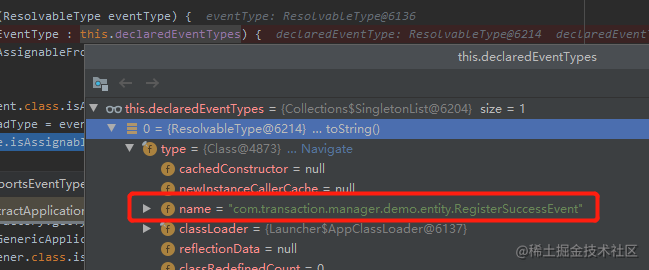 (ResolvableType eventType) {  eventType: ResolvableType@6136
EventType : this.declaredEventTypes) {  declaredEventType: ResolvableType@6214  declaredEvent
AssignableFro
this.declaredEventTypes
ent.class.isA
adType = even
e.isAssignabl
portsEventType
tractApplication
GenericApplic
ener.class.is
this.declaredEventTypes = {Collections$SingletonList@6204}  size = 1
0 = {ResolvableType@6214} ... toString()
type = {Class@4873} ... Navigate
cachedConstructor = null
newInstanceCallerCache = null
name = "com.transaction.manager.demo.entity.RegisterSuccessEvent"
classLoader = {Launcher$AppClassLoader@6137}
reflectionData = null
classRedefinedCount = 0
@稀土掘金技术社区